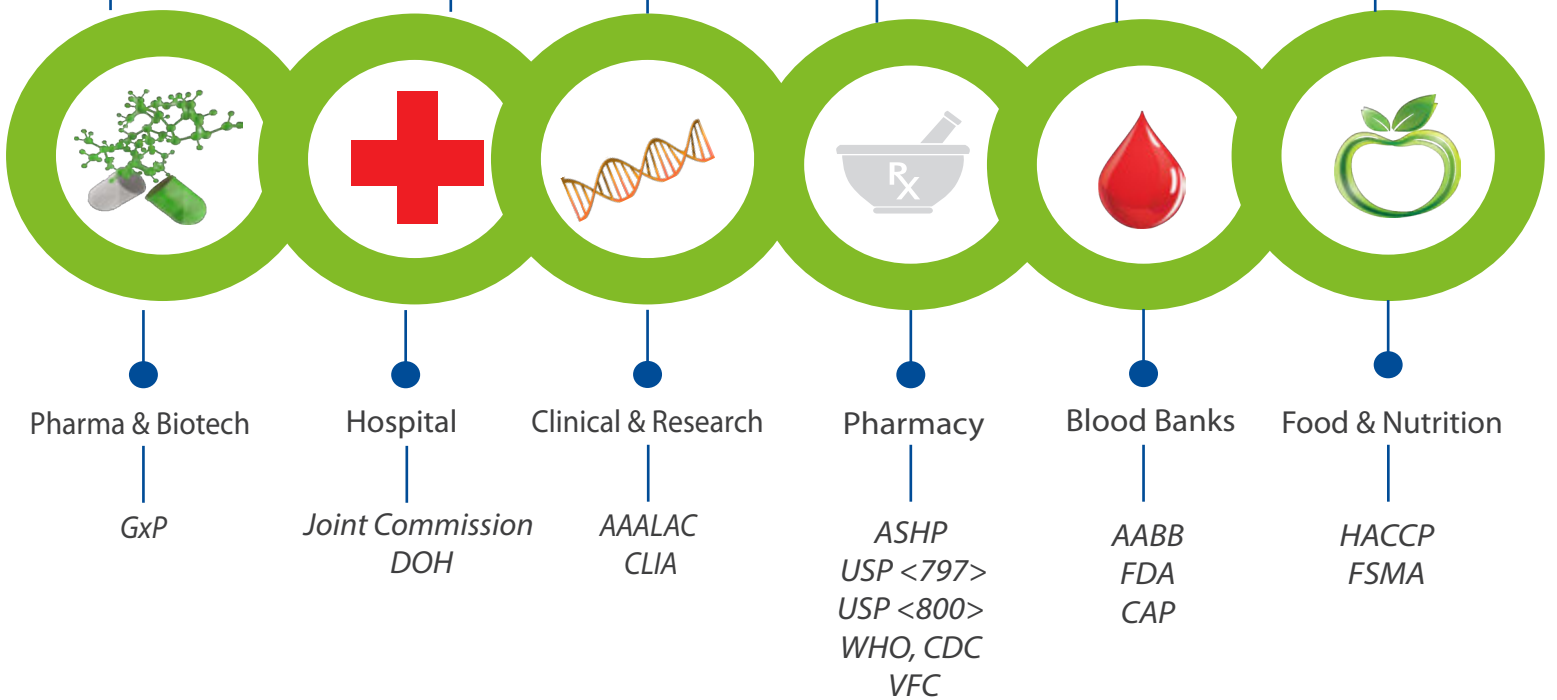 Rx
Pharma & Biotech
Hospital
Clinical & Research
Pharmacy
Blood Banks
Food & Nutrition
GxP
Joint Commission
DOH
AAALAC
CLIA
ASHP
USP <797>
USP <800>
WHO, CDC
VFC
AABB
FDA
CAP
HACCP
FSMA